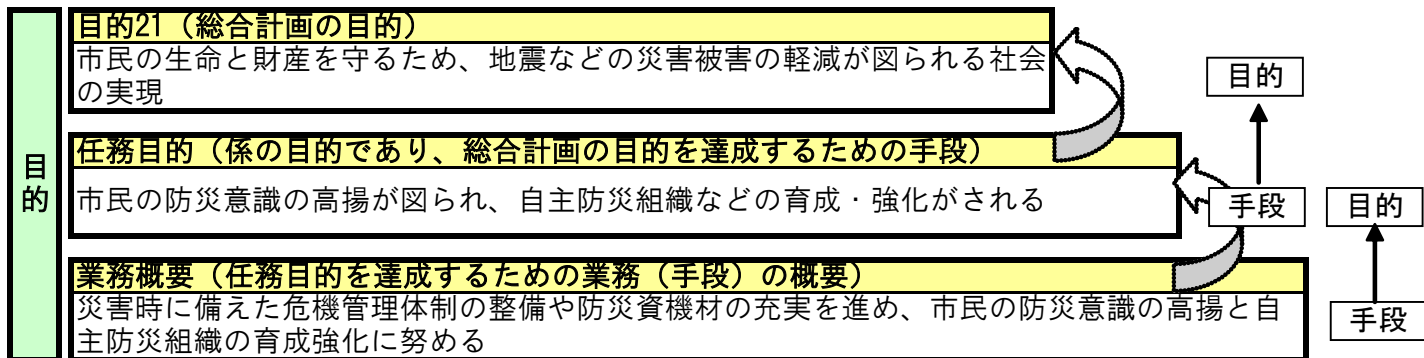 目的
目的21（総合計画の目的）
市民の生命と財産を守るため、地震などの災害被害の軽減が図られる社会
の実現
任務目的（係の目的であり、総合計画の目的を達成するための手段）
市民の防災意識の高揚が図られ、自主防災組織などの育成・強化がされる
業務概要（任務目的を達成するための業務（手段）の概要）
災害時に備えた危機管理体制の整備や防災資機材の充実を進め、市民の防災意識の高揚と自
主防災組織の育成強化に努める
目的
手段
目的
手段